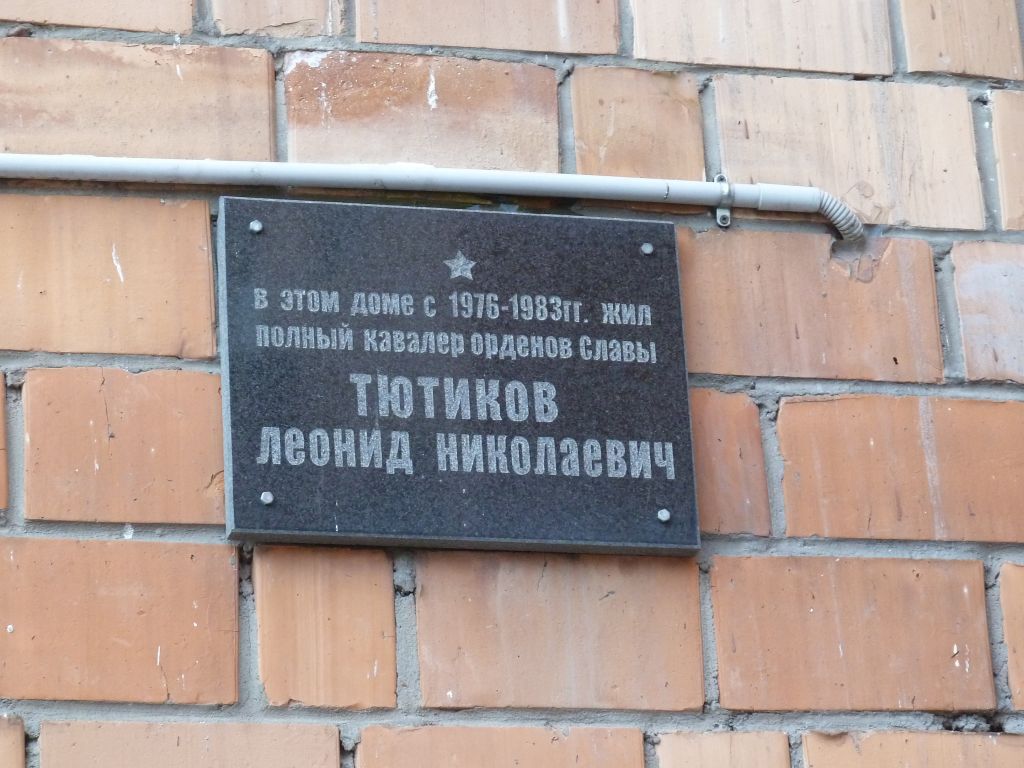 в этом доме с 1976-1983гг. жил
полный кавалер орденов Славы
ТЮТИКОВ
Леонид Николаевич